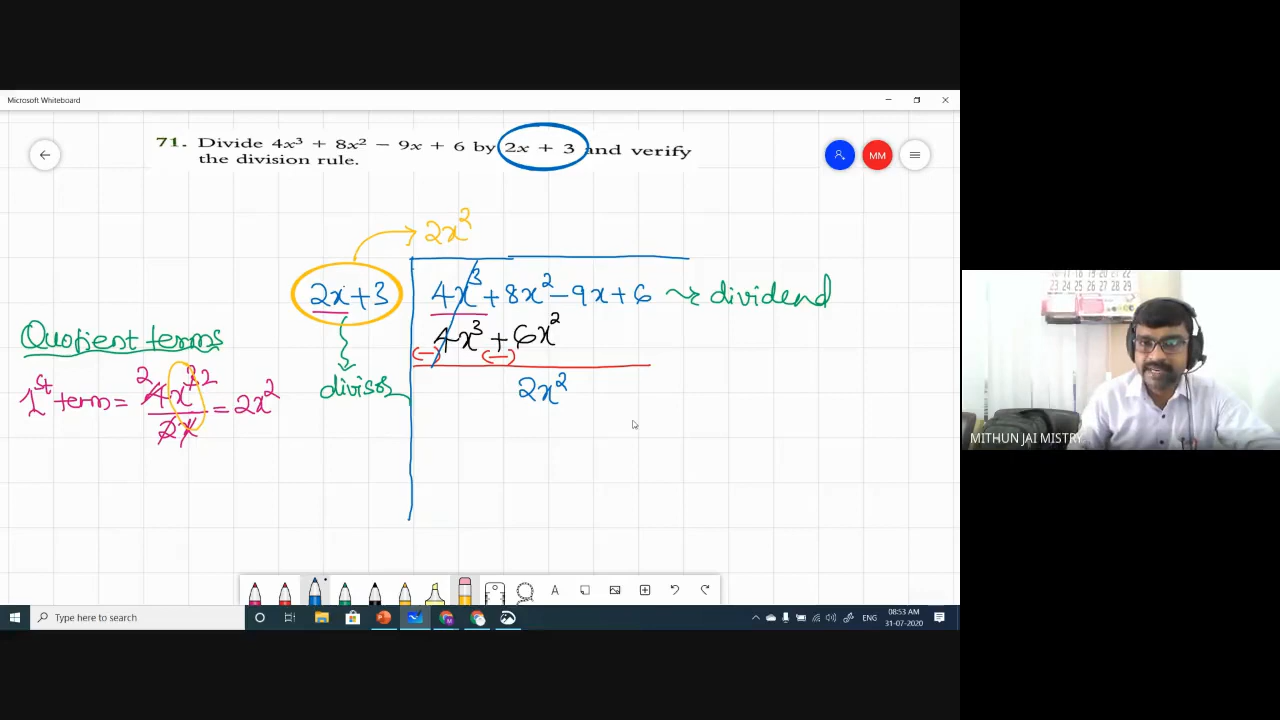 Microsoft Whiteboard
71. Divide 4x³ + 8x² − 9x + 6 by 2x + 3 and verify
the division rule.
MM
2x²
2x+3
4x³+8x²−9x+6 ⤳ dividend
4x³+6x²
(−) (−)
2x²
divisor
Quotient terms
1st term = 4x³/2x = 2x²
2 2
MITHUN JAI MISTRY
Type here to search
ENG
08:53 AM
31-07-2020